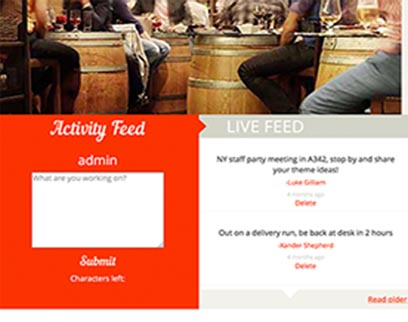 Activity Feed
LIVE FEED
admin
What are you working on?
Submit
Characters left:
NY staff party meeting in A342, stop by and share
your theme ideas!
-Luke Gilliam
4 months ago
Delete
Out on a delivery run, be back at desk in 2 hours
-Xander Shepherd
4 months ago
Delete
Read older